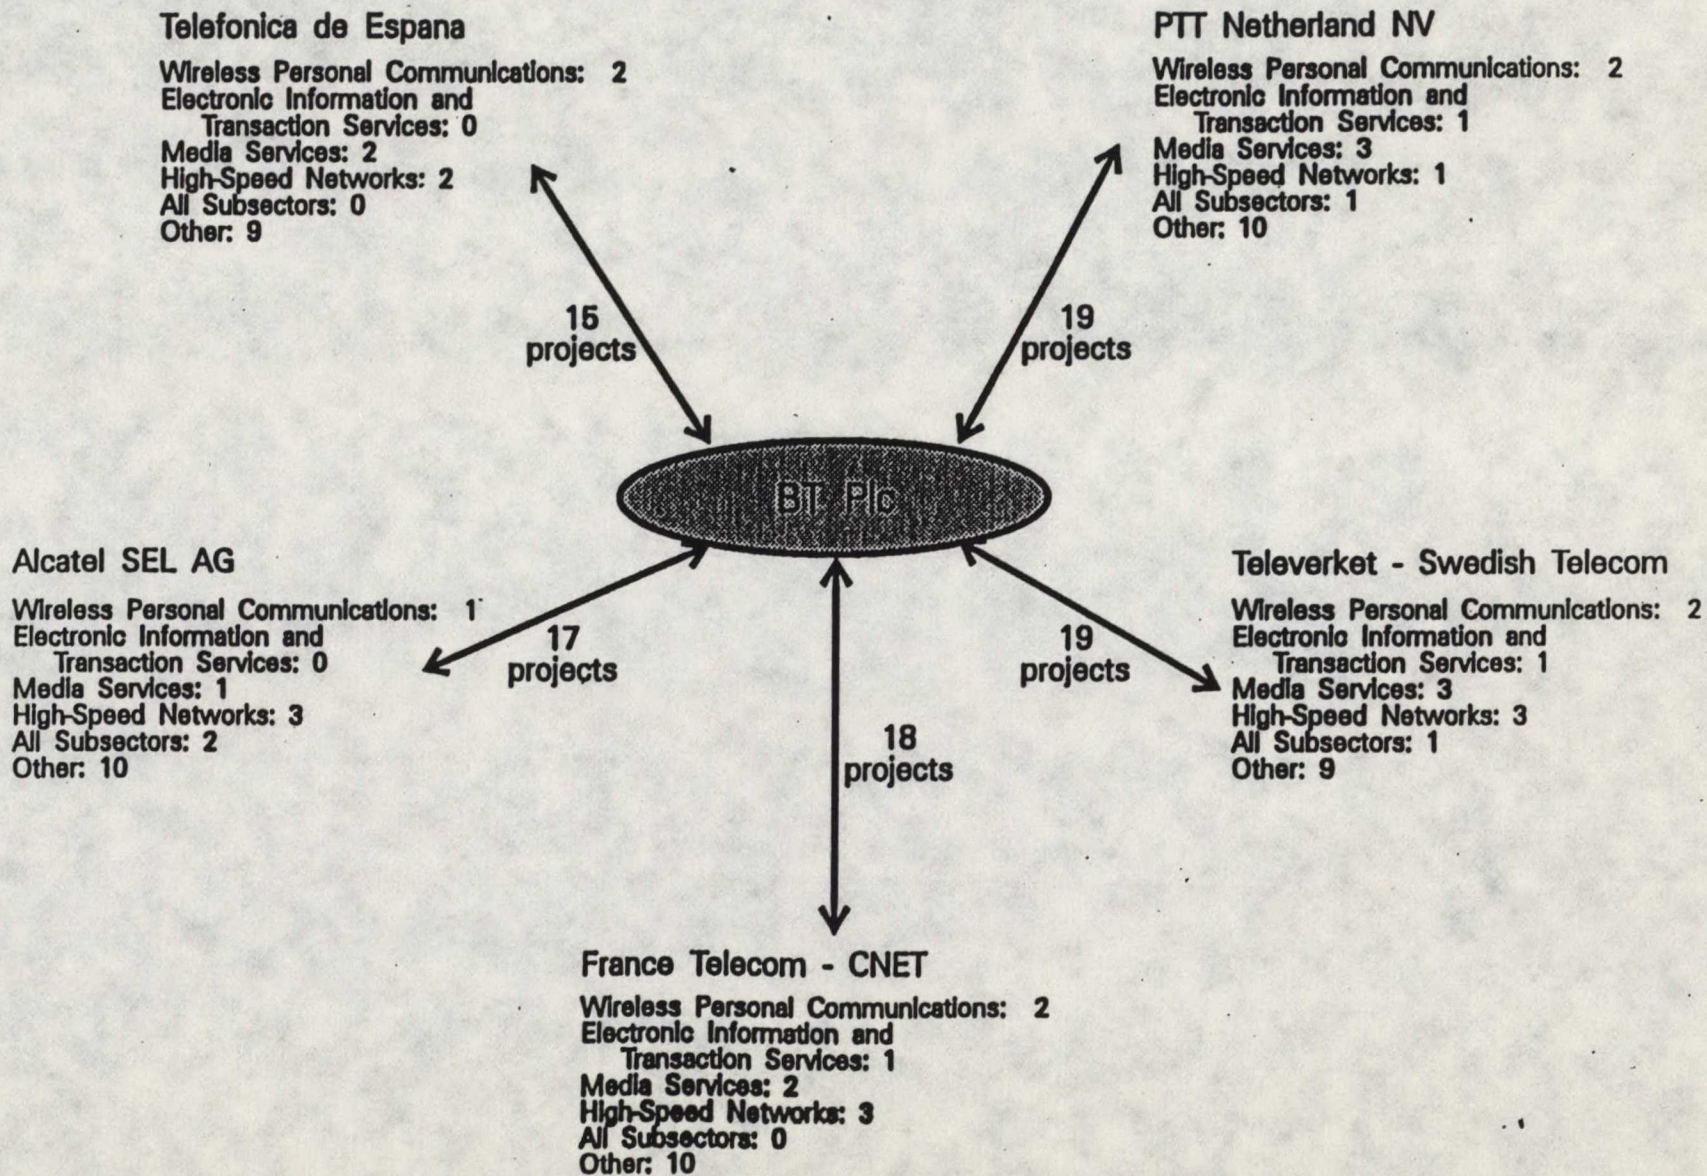 Telefonica de Espana
Wireless Personal Communications: 2
Electronic Information and
Transaction Services: 0
Media Services: 2
High-Speed Networks: 2
All Subsectors: 0
Other: 9
PTT Netherland NV
Wireless Personal Communications: 2
Electronic Information and
Transaction Services: 1
Media Services: 3
High-Speed Networks: 1
All Subsectors: 1
Other: 10
15
projects
19
projects
BT Plc
Alcatel SEL AG
Wireless Personal Communications: 1
Electronic Information and
Transaction Services: 0
Media Services: 1
High-Speed Networks: 3
All Subsectors: 2
Other: 10
17
projects
19
projects
Televerket - Swedish Telecom
Wireless Personal Communications: 2
Electronic Information and
Transaction Services: 1
Media Services: 3
High-Speed Networks: 3
All Subsectors: 1
Other: 9
18
projects
France Telecom - CNET
Wireless Personal Communications: 2
Electronic Information and
Transaction Services: 1
Media Services: 2
High-Speed Networks: 3
All Subsectors: 0
Other: 10